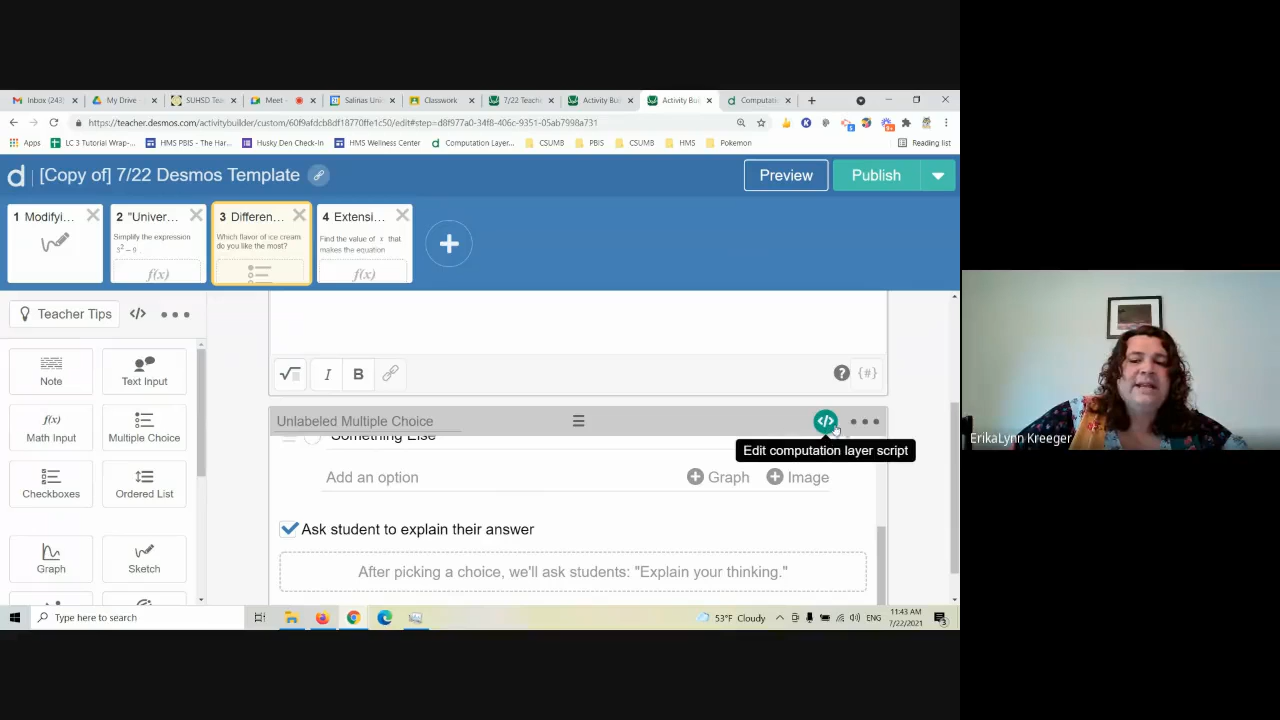 Inbox (243)
My Drive -
SUHSD Tea
Meet -
Salinas Uni
Classwork
7/22 Teach
Activity Bu
Activity Bui
Computati
https://teacher.desmos.com/activitybuilder/custom/60f9afdcb8df18770ffe1c50/edit#step=d8f977a0-34f8-406c-9351-05ab7998a731
Apps
LC 3 Tutorial Wrap-...
HMS PBIS - The Har...
Husky Den Check-In
HMS Wellness Center
Computation Layer...
CSUMB
PBIS
CSUMB
HMS
Pokemon
Reading list
d | [Copy of] 7/22 Desmos Template
Preview
Publish
1 Modifyi...
2 "Univer...
Simplify the expression
f(x)
3 Differen...
Which flavor of ice cream
do you like the most?
4 Extensi...
Find the value of x that
makes the equation
f(x)
Teacher Tips
</>
Note
Text Input
f(x)
Math Input
Multiple Choice
Checkboxes
Ordered List
Graph
Sketch
I
B
{#}
Unlabeled Multiple Choice
</>
Something Else
Edit computation layer script
Add an option
Graph
Image
Ask student to explain their answer
After picking a choice, we'll ask students: "Explain your thinking."
ErikaLynn Kreeger
Type here to search
53°F Cloudy
ENG
11:43 AM
7/22/2021